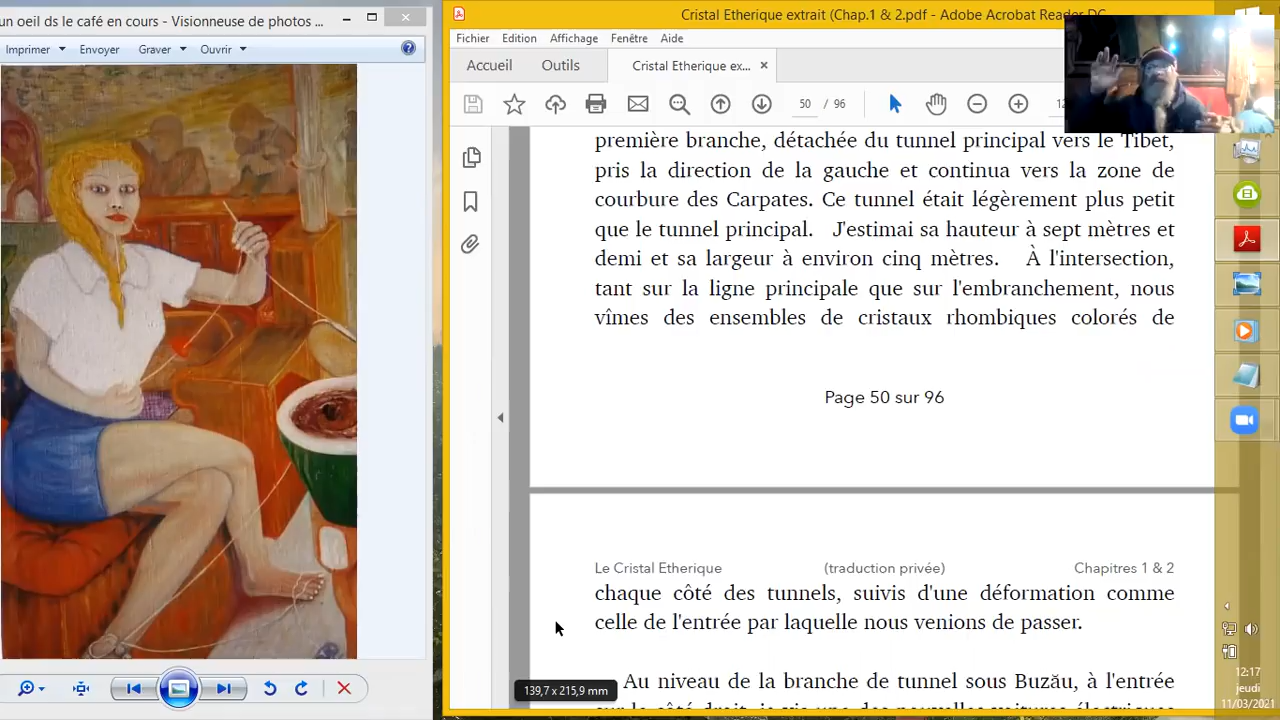 un oeil ds le café en cours - Visionneuse de photos ...
Imprimer Envoyer Graver Ouvrir
Cristal Etherique extrait (Chap.1 & 2.pdf - Adobe Acrobat Reader DC
Fichier Edition Affichage Fenêtre Aide
Accueil Outils Cristal Etherique ex...
50 / 96
première branche, détachée du tunnel principal vers le Tibet,
pris la direction de la gauche et continua vers la zone de
courbure des Carpates. Ce tunnel était légèrement plus petit
que le tunnel principal. J'estimai sa hauteur à sept mètres et
demi et sa largeur à environ cinq mètres. À l'intersection,
tant sur la ligne principale que sur l'embranchement, nous
vîmes des ensembles de cristaux rhombiques colorés de
Page 50 sur 96
Le Cristal Etherique (traduction privée) Chapitres 1 & 2
chaque côté des tunnels, suivis d'une déformation comme
celle de l'entrée par laquelle nous venions de passer.
Au niveau de la branche de tunnel sous Buzău, à l'entrée
139,7 x 215,9 mm
12:17
jeudi
11/03/2021